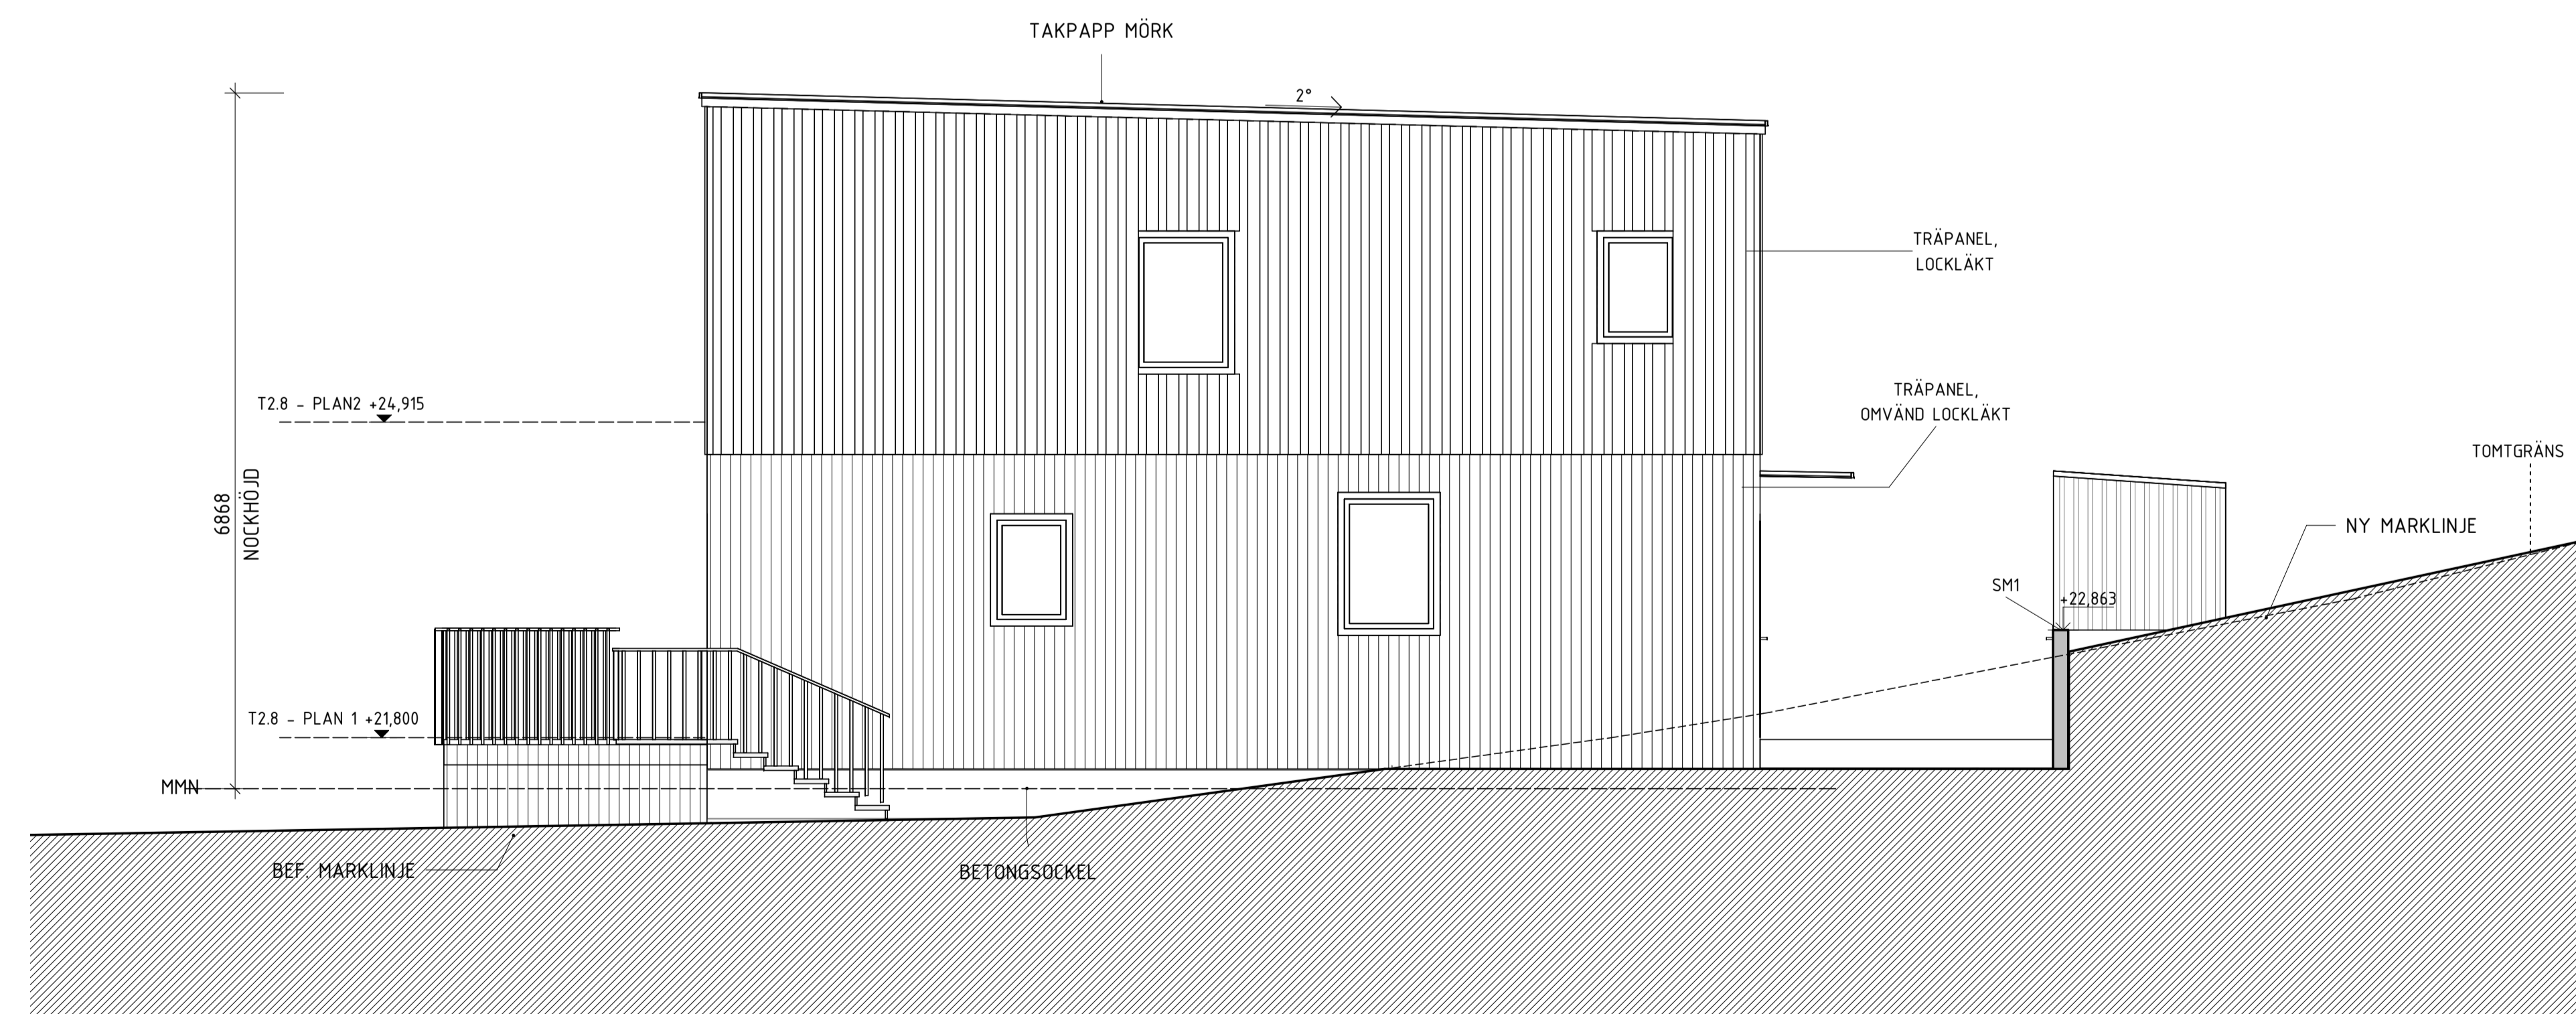 TAKPAPP MÖRK
2°
TRÄPANEL,
LOCKLÄKT
TRÄPANEL,
OMVÄND LOCKLÄKT
T2.8 - PLAN2 +24,915
TOMTGRÄNS
6868
NOCKHÖJD
NY MARKLINJE
SM1
+22,863
T2.8 - PLAN 1 +21,800
MMN
BEF. MARKLINJE
BETONGSOCKEL